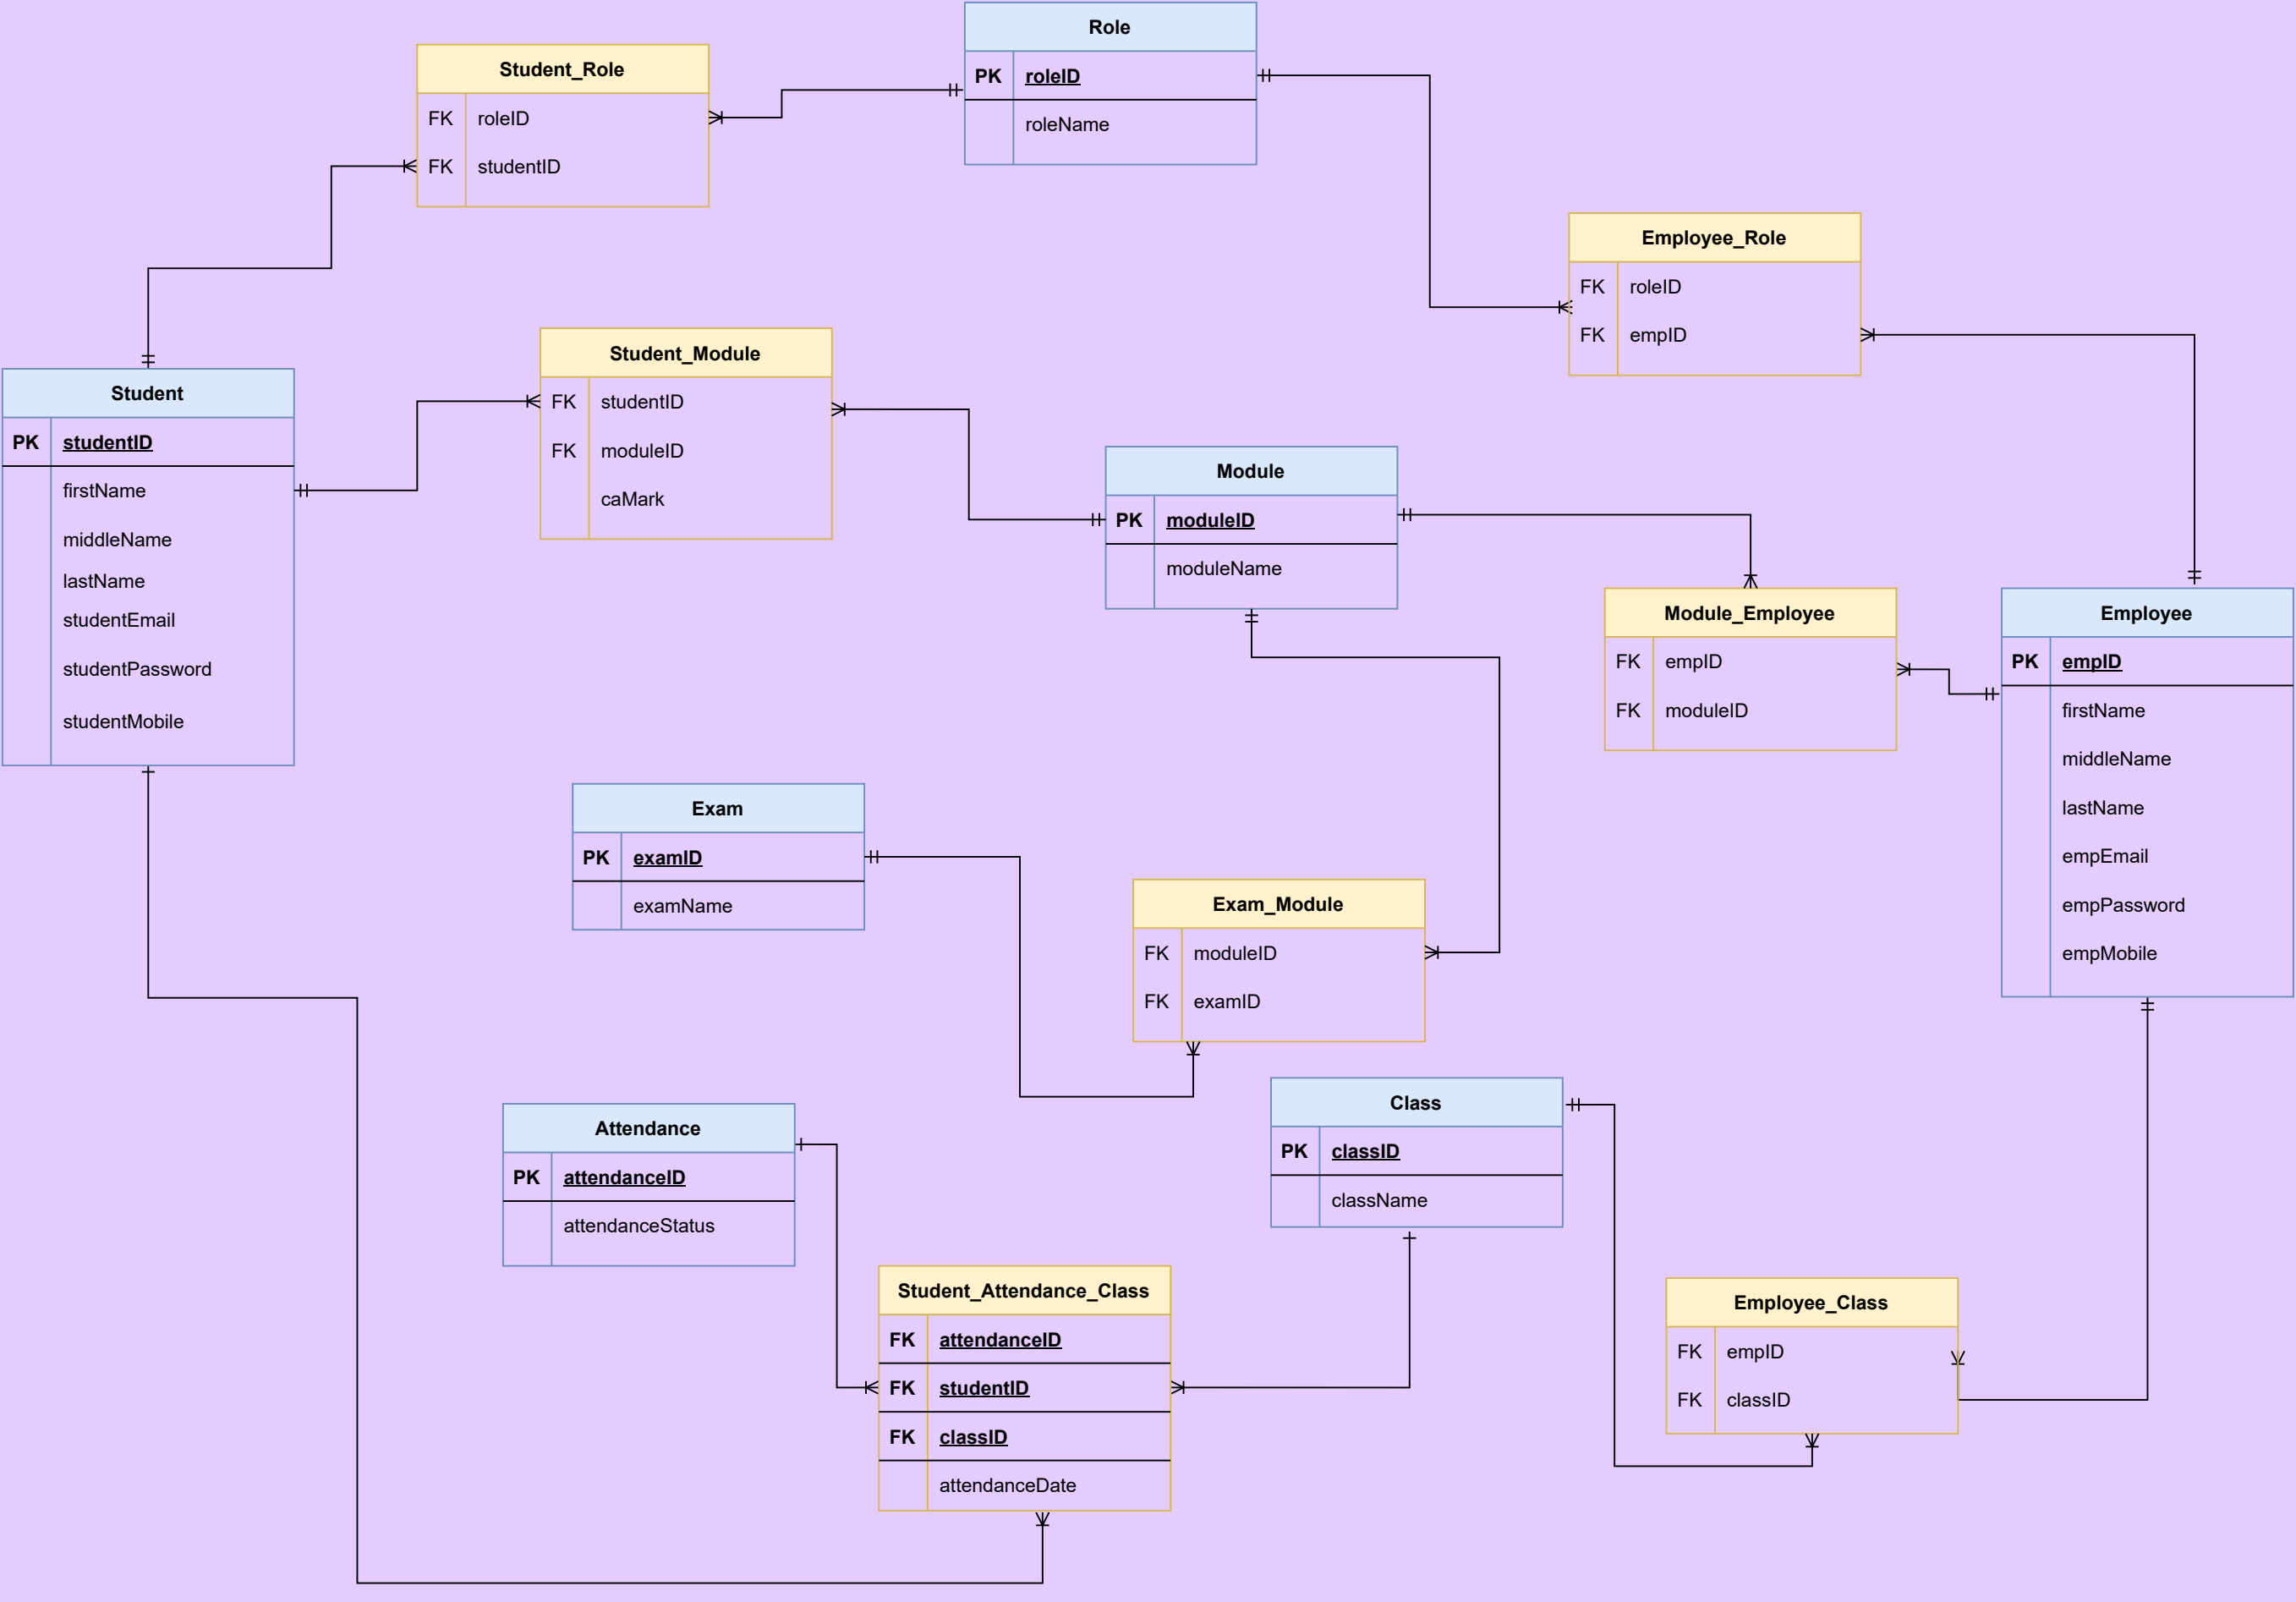 Role
PK roleID
roleName
Student_Role
FK roleID
FK studentID
Employee_Role
FK roleID
FK empID
Student_Module
FK studentID
FK moduleID
caMark
Student
PK studentID
firstName
middleName
lastName
studentEmail
studentPassword
studentMobile
Module
PK moduleID
moduleName
Module_Employee
FK empID
FK moduleID
Employee
PK empID
firstName
middleName
lastName
empEmail
empPassword
empMobile
Exam
PK examID
examName
Exam_Module
FK moduleID
FK examID
Class
PK classID
className
Attendance
PK attendanceID
attendanceStatus
Student_Attendance_Class
FK attendanceID
FK studentID
FK classID
attendanceDate
Employee_Class
FK empID
FK classID